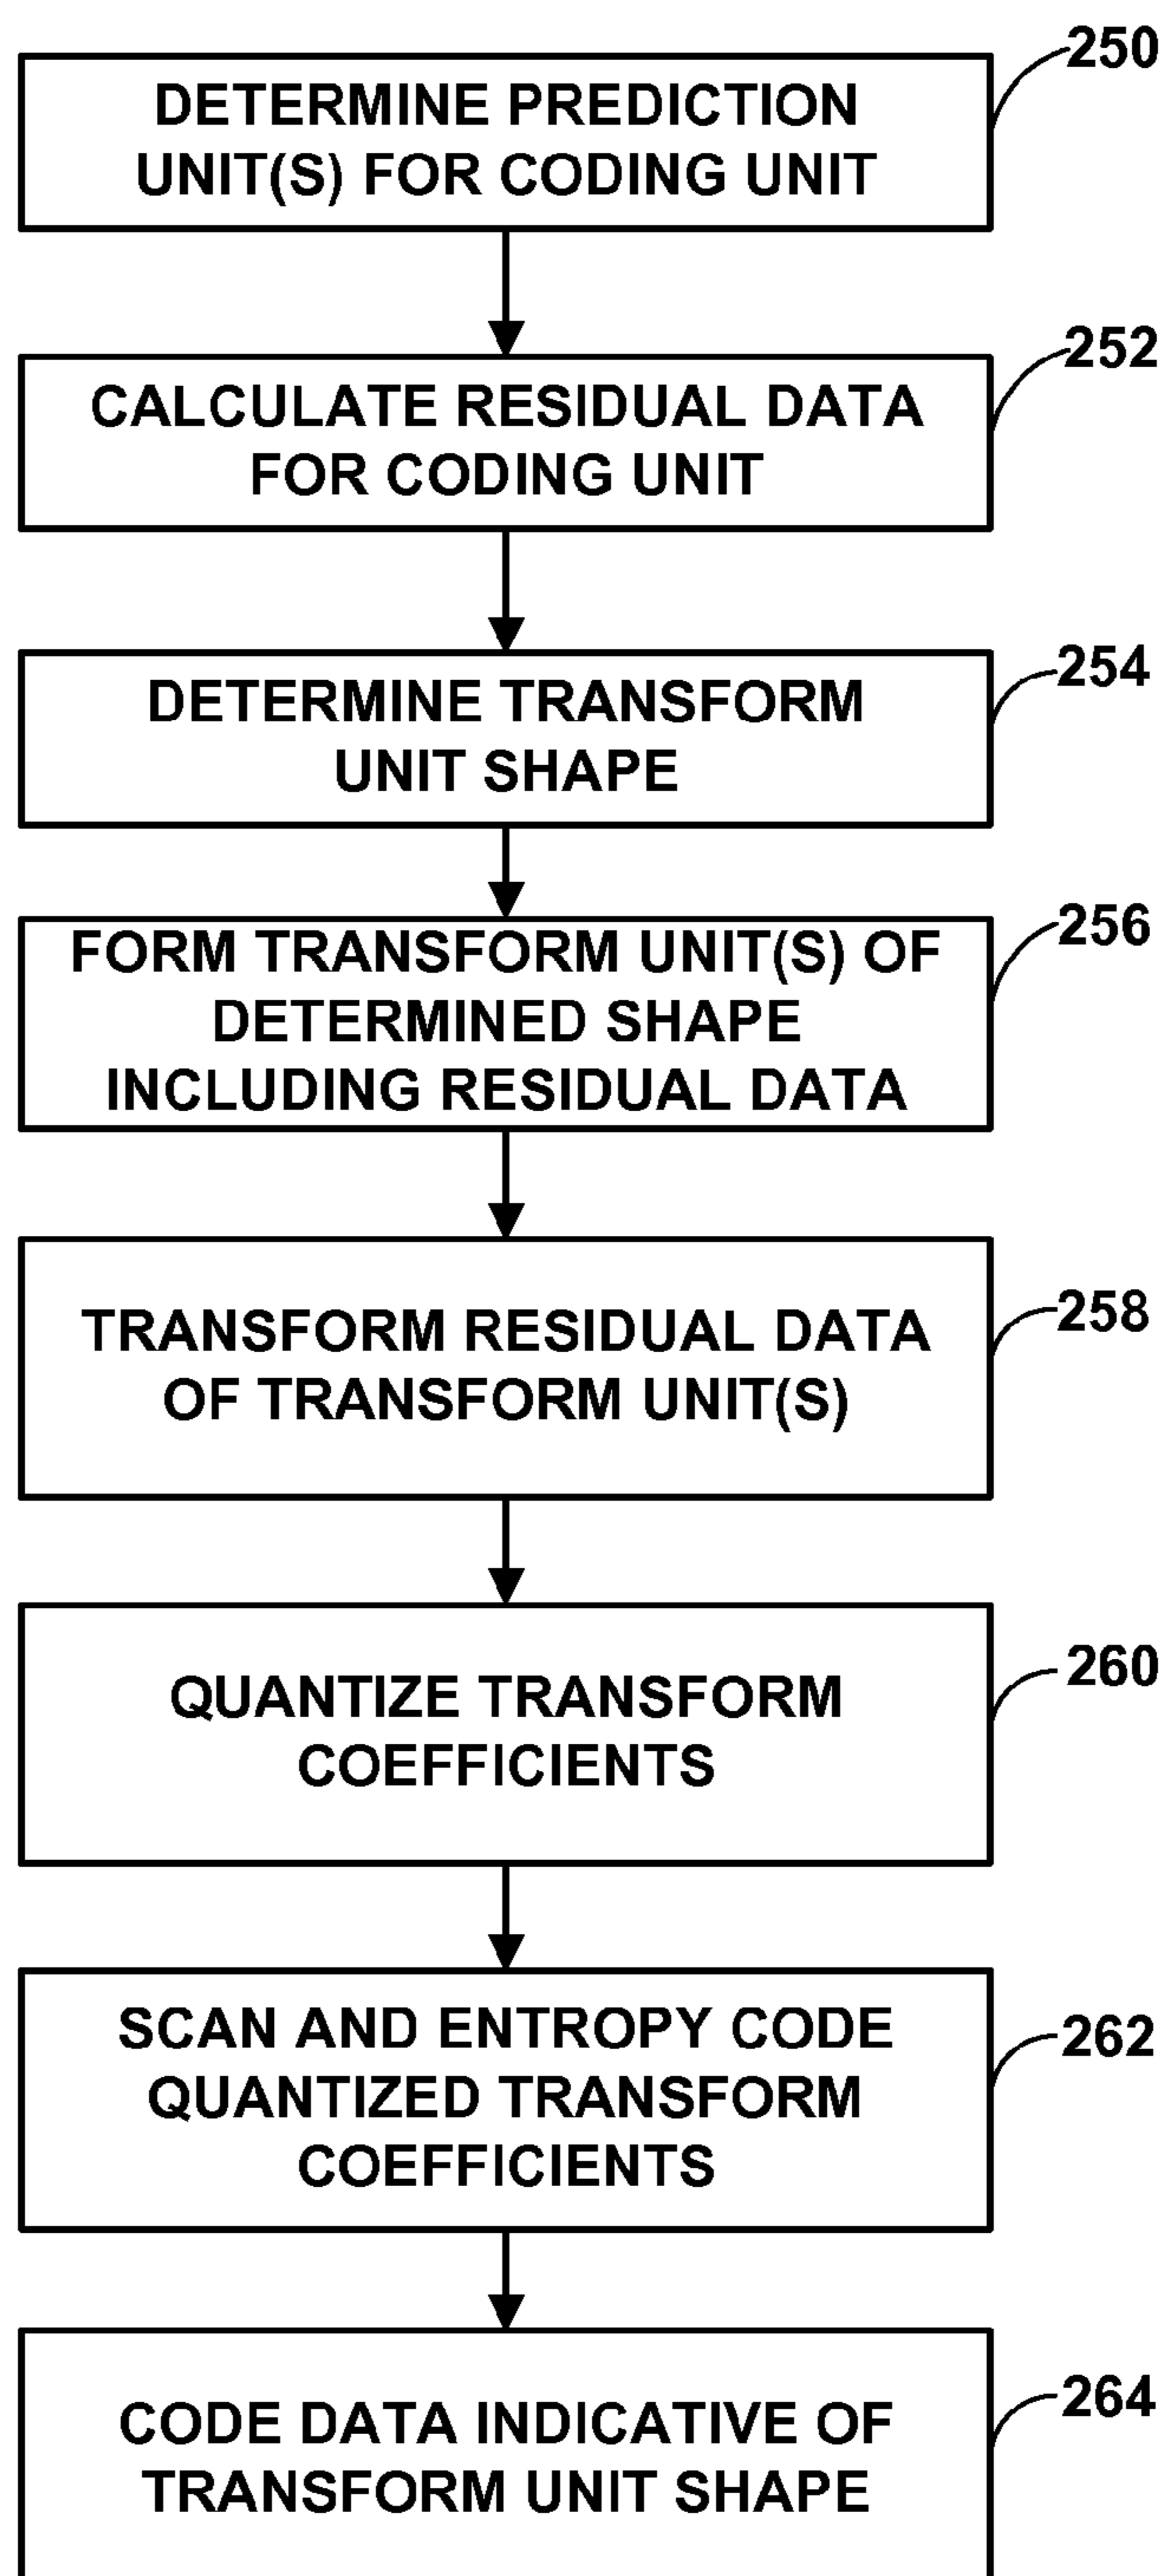 250
DETERMINE PREDICTION
UNIT(S) FOR CODING UNIT
252
CALCULATE RESIDUAL DATA
FOR CODING UNIT
254
DETERMINE TRANSFORM
UNIT SHAPE
256
FORM TRANSFORM UNIT(S) OF
DETERMINED SHAPE
INCLUDING RESIDUAL DATA
258
TRANSFORM RESIDUAL DATA
OF TRANSFORM UNIT(S)
260
QUANTIZE TRANSFORM
COEFFICIENTS
262
SCAN AND ENTROPY CODE
QUANTIZED TRANSFORM
COEFFICIENTS
264
CODE DATA INDICATIVE OF
TRANSFORM UNIT SHAPE